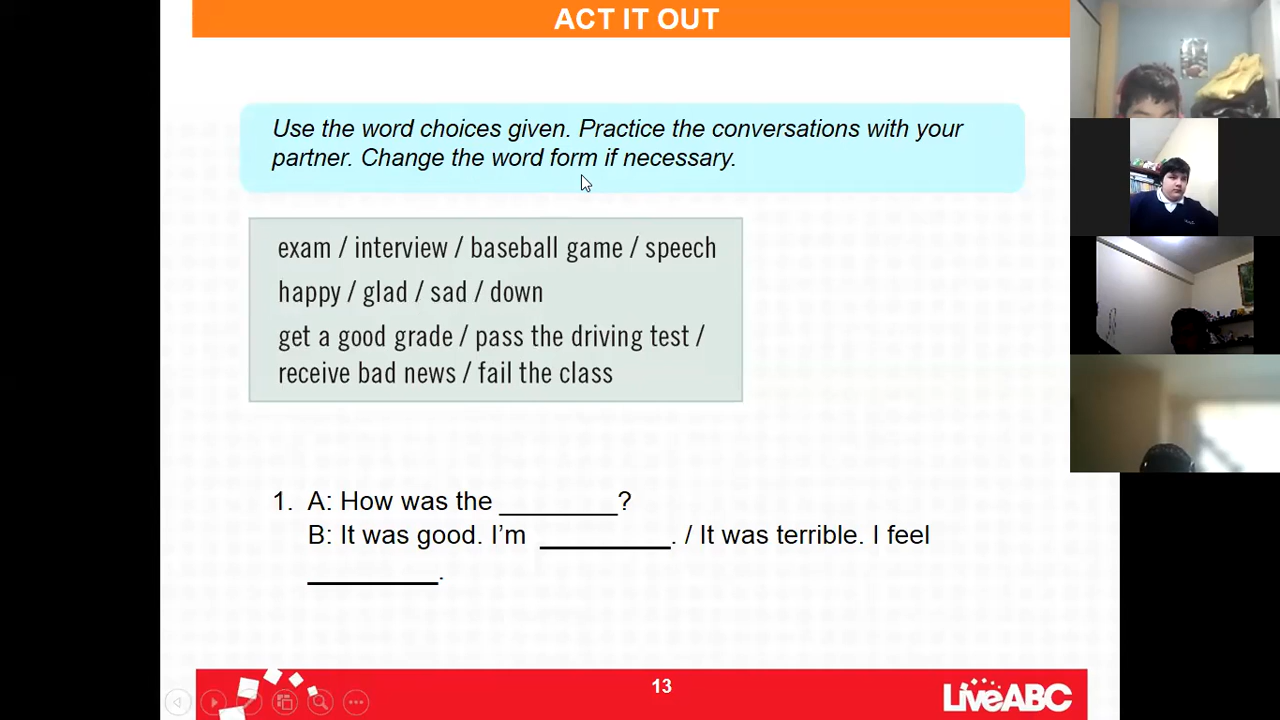 ACT IT OUT
Use the word choices given. Practice the conversations with your
partner. Change the word form if necessary.
exam / interview / baseball game / speech
happy / glad / sad / down
get a good grade / pass the driving test /
receive bad news / fail the class
1. A: How was the ________?
B: It was good. I’m _________. / It was terrible. I feel
_________.
13
LiveABC